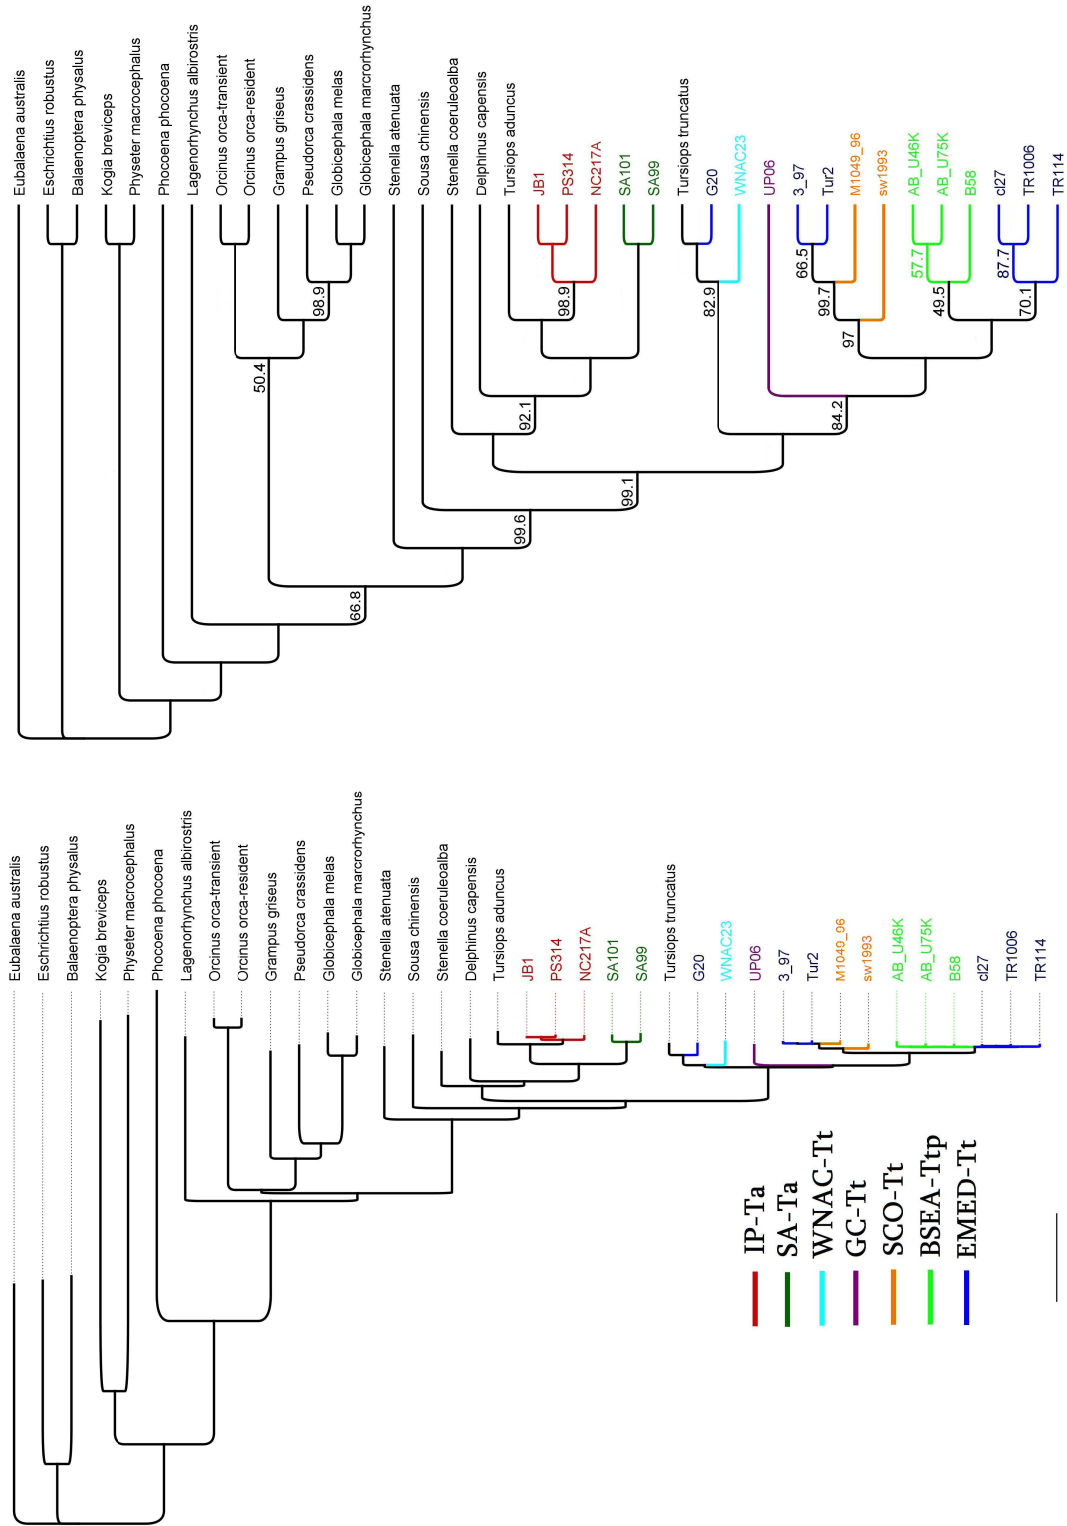 Eubalaena australis
Eschrichtius robustus
Balaenoptera physalus
Kogia breviceps
Physeter macrocephalus
Phocoena phocoena
Lagenorhynchus albirostris
Orcinus orca-transient
Orcinus orca-resident
Grampus griseus
Pseudorca crassidens
Globicephala melas
Globicephala marcrorhynchus
Stenella atenuata
Sousa chinensis
Stenella coeruleoalba
Delphinus capensis
Tursiops aduncus
JB1
PS314
NC217A
SA101
SA99
Tursiops truncatus
G20
WNAC23
UP06
3_97
Tur2
M1049_96
sw1993
AB_U46K
AB_U75K
B58
cl27
TR1006
TR114
50.4
98.9
66.8
99.6
99.1
92.1
98.9
82.9
84.2
97
99.7
66.5
57.7
49.5
87.7
70.1
Eubalaena australis
Eschrichtius robustus
Balaenoptera physalus
Kogia breviceps
Physeter macrocephalus
Phocoena phocoena
Lagenorhynchus albirostris
Orcinus orca-transient
Orcinus orca-resident
Grampus griseus
Pseudorca crassidens
Globicephala melas
Globicephala marcrorhynchus
Stenella atenuata
Sousa chinensis
Stenella coeruleoalba
Delphinus capensis
Tursiops aduncus
JB1
PS314
NC217A
SA101
SA99
Tursiops truncatus
G20
WNAC23
UP06
3_97
Tur2
M1049_96
sw1993
AB_U46K
AB_U75K
B58
cl27
TR1006
TR114
IP-Ta
SA-Ta
WNAC-Tt
GC-Tt
SCO-Tt
BSEA-Ttp
EMED-Tt